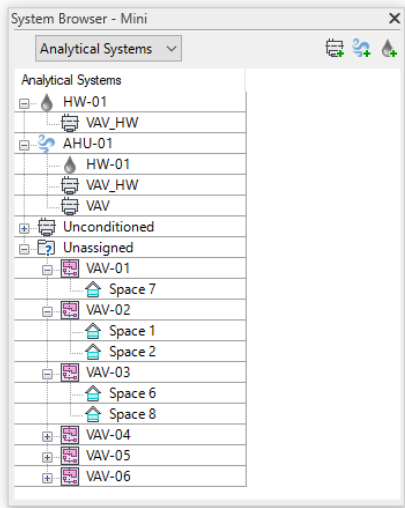 System Browser - Mini
Analytical Systems
Analytical Systems
HW-01
VAV_HW
AHU-01
HW-01
VAV_HW
VAV
Unconditioned
Unassigned
VAV-01
Space 7
VAV-02
Space 1
Space 2
VAV-03
Space 6
Space 8
VAV-04
VAV-05
VAV-06